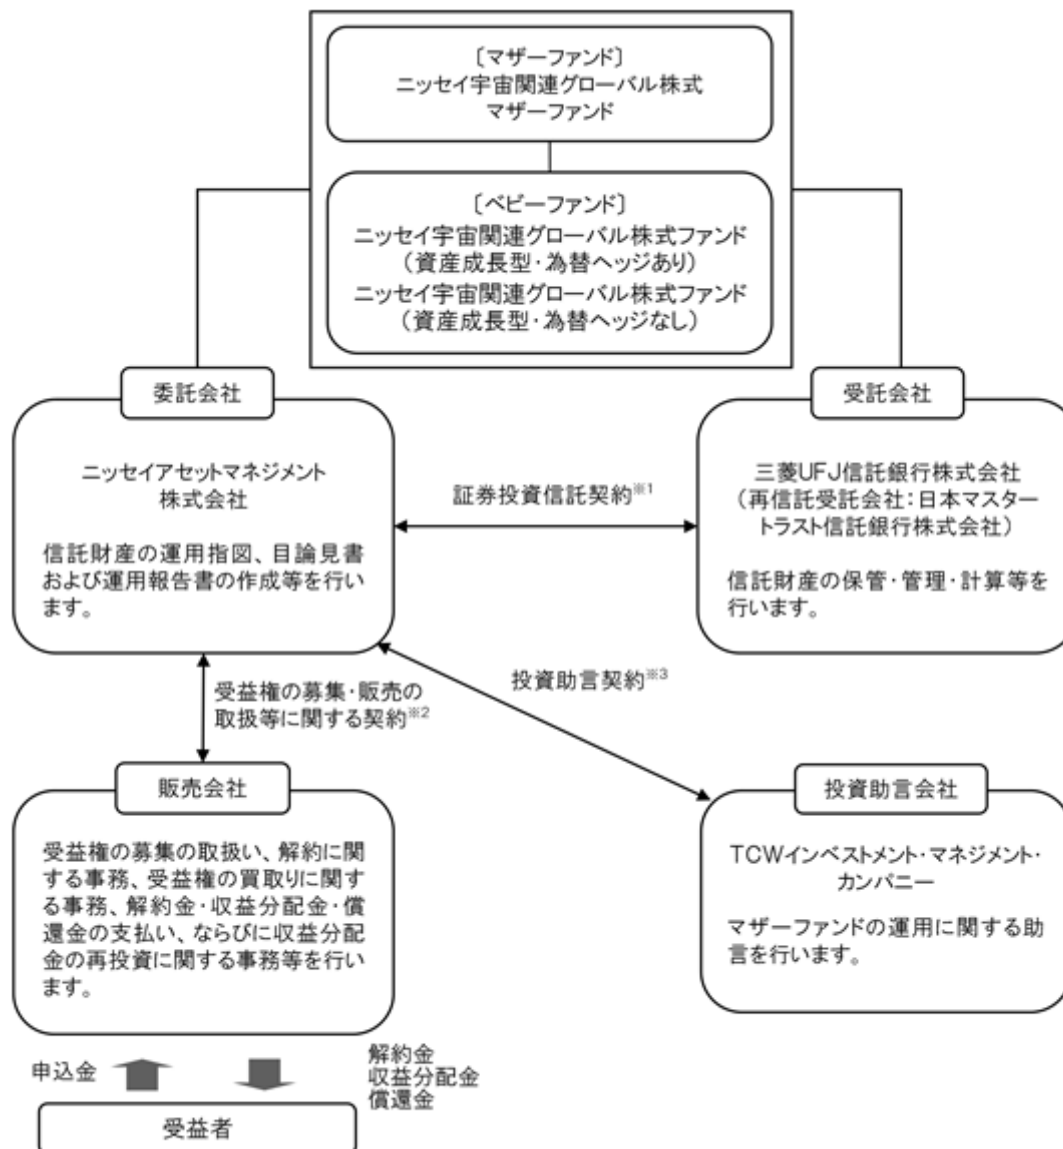 〔マザーファンド〕
ニッセイ宇宙関連グローバル株式
マザーファンド
〔ベビーファンド〕
ニッセイ宇宙関連グローバル株式ファンド
（資産成長型・為替ヘッジあり）
ニッセイ宇宙関連グローバル株式ファンド
（資産成長型・為替ヘッジなし）
委託会社
ニッセイアセットマネジメント
株式会社
信託財産の運用指図、目論見書
および運用報告書の作成等を行い
ます。
証券投資信託契約※1
受託会社
三菱UFJ信託銀行株式会社
（再信託受託会社：日本マスター
トラスト信託銀行株式会社）
信託財産の保管・管理・計算等を
行います。
受益権の募集・販売の
取扱等に関する契約※2
投資助言契約※3
販売会社
受益権の募集の取扱い、解約に関
する事務、受益権の買取りに関す
る事務、解約金・収益分配金・償
還金の支払い、ならびに収益分配
金の再投資に関する事務等を行い
ます。
投資助言会社
TCWインベストメント・マネジメント・
カンパニー
マザーファンドの運用に関する助
言を行います。
申込金
解約金
収益分配金
償還金
受益者